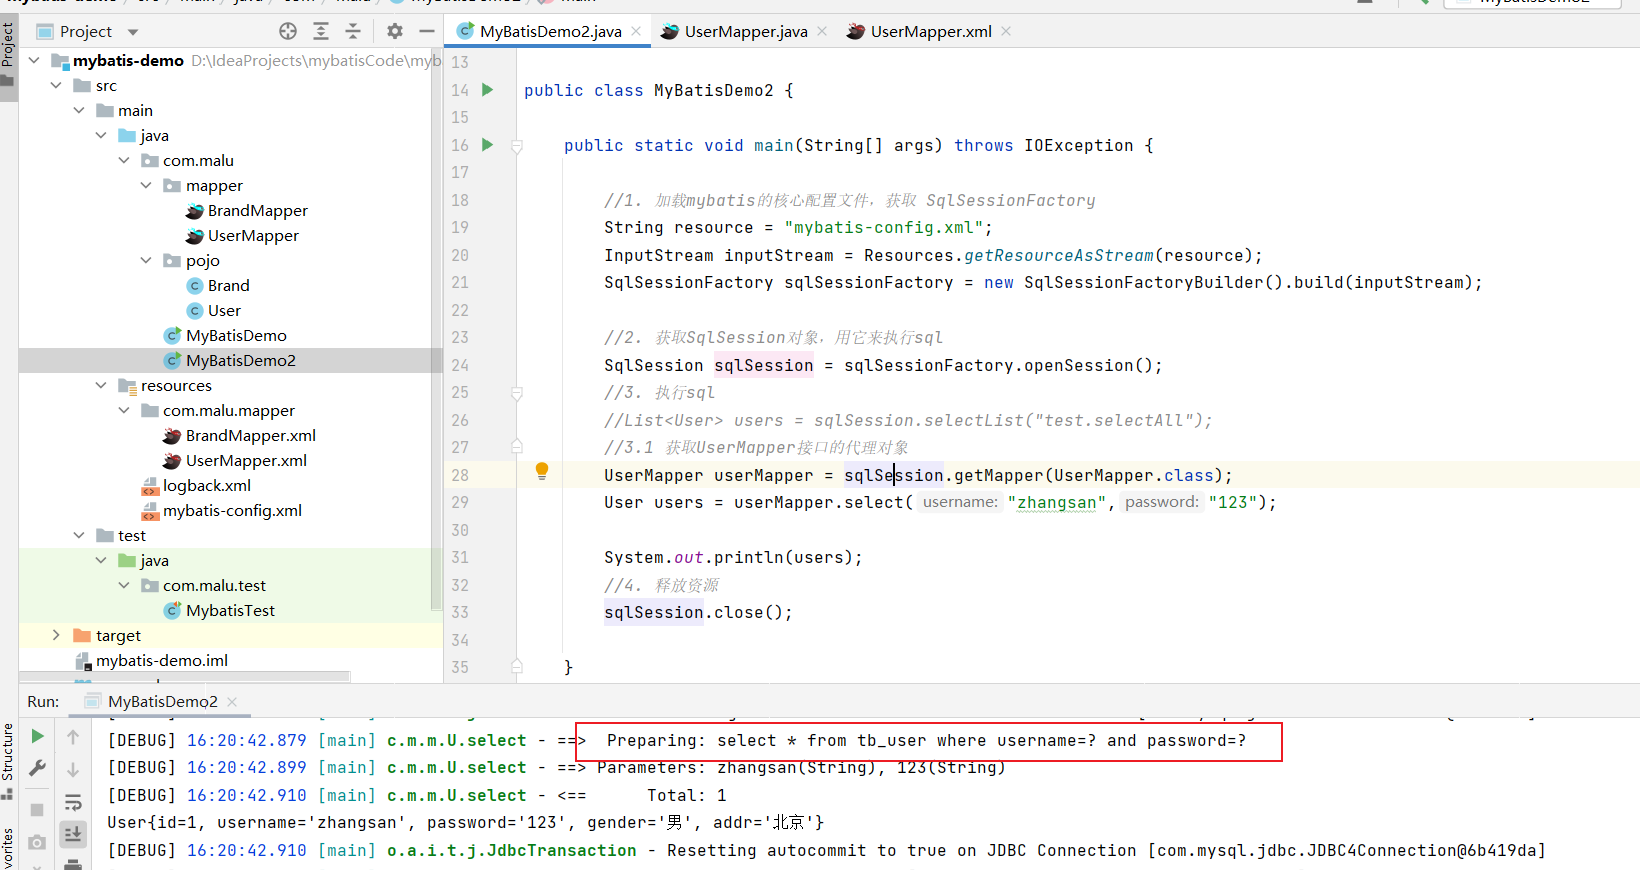 Project
MyBatisDemo2.java
UserMapper.java
UserMapper.xml
mybatis-demo D:\IdeaProjects\mybatisCode\myb
src
main
java
com.malu
mapper
BrandMapper
UserMapper
pojo
Brand
User
MyBatisDemo
MyBatisDemo2
resources
com.malu.mapper
BrandMapper.xml
UserMapper.xml
logback.xml
mybatis-config.xml
test
java
com.malu.test
MybatisTest
target
mybatis-demo.iml
Project
Structure
13
14 public class MyBatisDemo2 {
15
16 public static void main(String[] args) throws IOException {
17
18 //1. 加载mybatis的核心配置文件，获取 SqlSessionFactory
19 String resource = "mybatis-config.xml";
20 InputStream inputStream = Resources.getResourceAsStream(resource);
21 SqlSessionFactory sqlSessionFactory = new SqlSessionFactoryBuilder().build(inputStream);
22
23 //2. 获取SqlSession对象，用它来执行sql
24 SqlSession sqlSession = sqlSessionFactory.openSession();
25 //3. 执行sql
26 //List<User> users = sqlSession.selectList("test.selectAll");
27 //3.1 获取UserMapper接口的代理对象
28 UserMapper userMapper = sqlSession.getMapper(UserMapper.class);
29 User users = userMapper.select( username: "zhangsan", password: "123");
30
31 System.out.println(users);
32 //4. 释放资源
33 sqlSession.close();
34
35 }
Run: MyBatisDemo2
[DEBUG] 16:20:42.879 [main] c.m.m.U.select - ==>  Preparing: select * from tb_user where username=? and password=?
[DEBUG] 16:20:42.899 [main] c.m.m.U.select - ==> Parameters: zhangsan(String), 123(String)
[DEBUG] 16:20:42.910 [main] c.m.m.U.select - <==      Total: 1
User{id=1, username='zhangsan', password='123', gender='男', addr='北京'}
[DEBUG] 16:20:42.910 [main] o.a.i.t.j.JdbcTransaction - Resetting autocommit to true on JDBC Connection [com.mysql.jdbc.JDBC4Connection@6b419da]